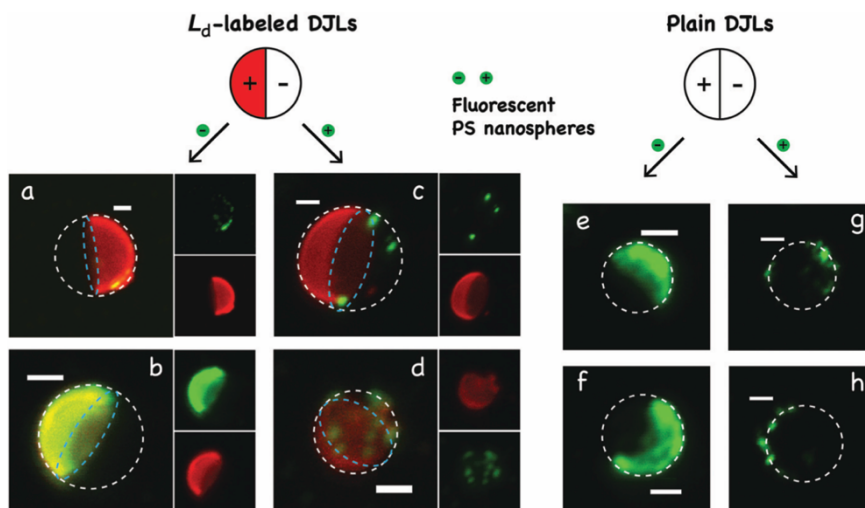 Ld-labeled DJLs
Plain DJLs
+ -
+ -
- +
Fluorescent
PS nanospheres
- +
- +
a
c
e
g
b
d
f
h